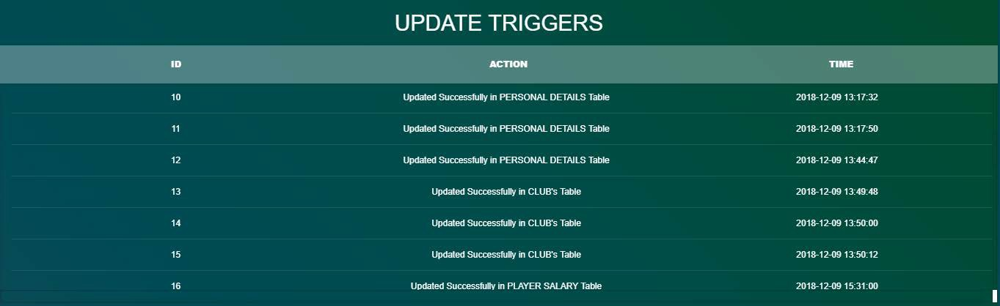 UPDATE TRIGGERS
ID ACTION TIME
10 Updated Successfully in PERSONAL DETAILS Table 2018-12-09 13:17:32
11 Updated Successfully in PERSONAL DETAILS Table 2018-12-09 13:17:50
12 Updated Successfully in PERSONAL DETAILS Table 2018-12-09 13:44:47
13 Updated Successfully in CLUB's Table 2018-12-09 13:49:48
14 Updated Successfully in CLUB's Table 2018-12-09 13:50:00
15 Updated Successfully in CLUB's Table 2018-12-09 13:50:12
16 Updated Successfully in PLAYER SALARY Table 2018-12-09 15:31:00